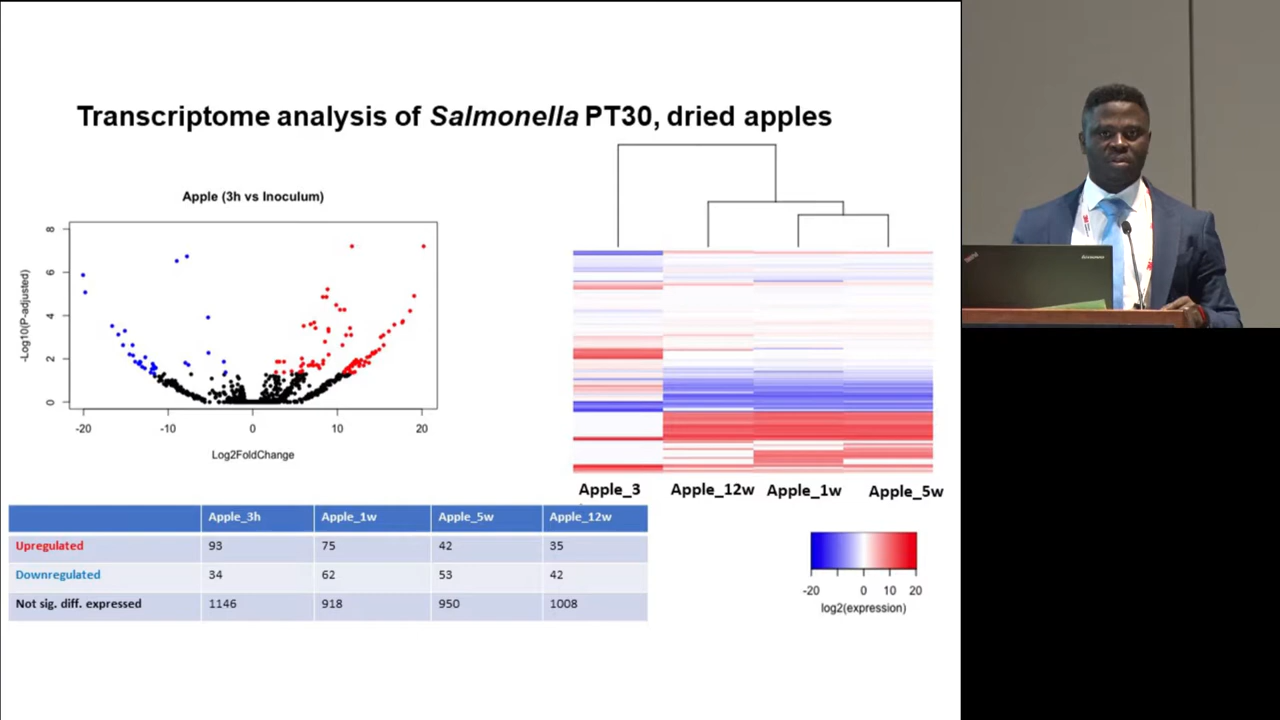 Transcriptome analysis of Salmonella PT30, dried apples
Apple (3h vs Inoculum)
-Log10(P-adjusted)
8
6
4
2
0
-20 -10 0 10 20
Log2FoldChange
Apple_3 Apple_12w Apple_1w Apple_5w
Apple_3h Apple_1w Apple_5w Apple_12w
Upregulated 93 75 42 35
Downregulated 34 62 53 42
Not sig. diff. expressed 1146 918 950 1008
-20 0 10 20
log2(expression)